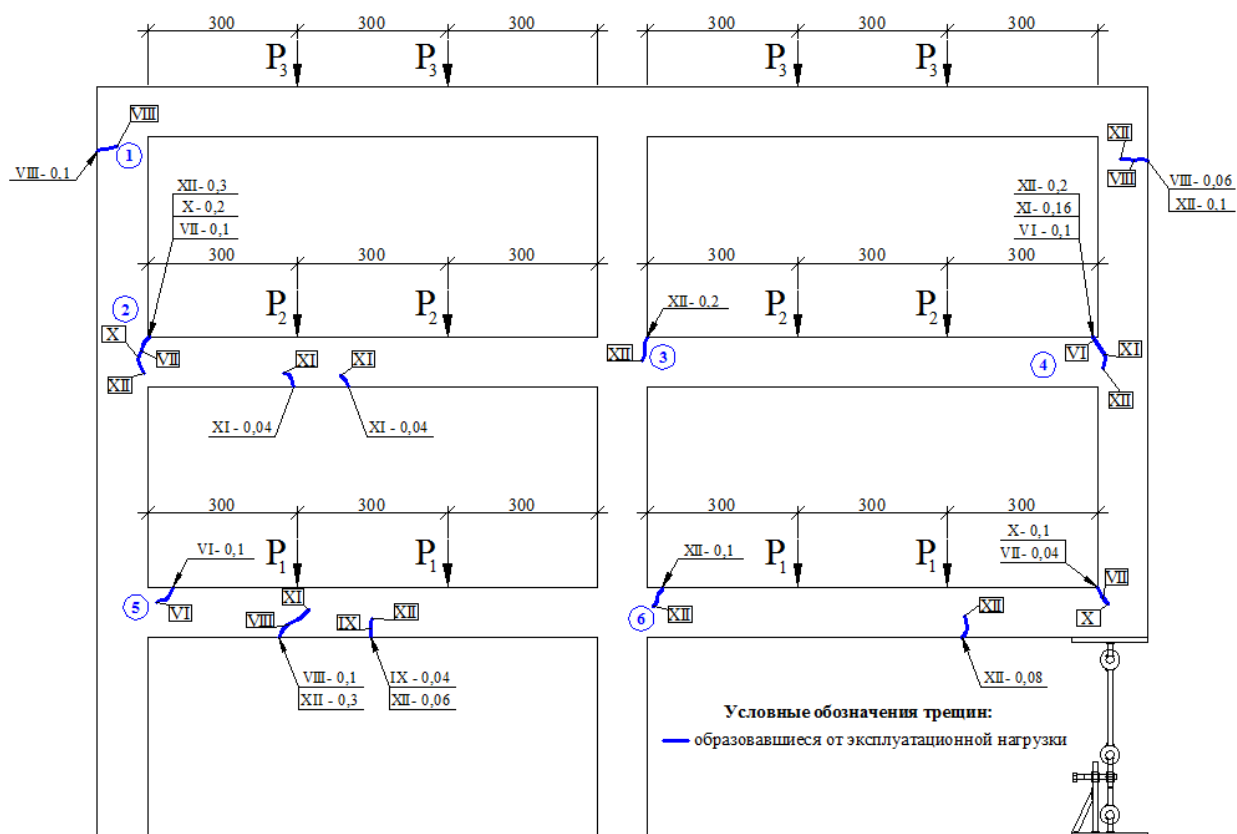 300 300 300 300 300 300
P3 P3 P3 P3
VIII
1
VIII - 0,1
XII
VIII
VIII - 0,06
XII - 0,1
XII - 0,3
X - 0,2
VII - 0,1
XII - 0,2
XI - 0,16
VI - 0,1
300 300 300 300 300 300
P2 P2 P2 P2
2
X
VII
XII
XI XI
XI - 0,04 XI - 0,04
XII - 0,2
XII
3
4
VI
XI
XII
300 300 300 300 300 300
P1 P1 P1 P1
VI - 0,1
5
VI
XI
VIII
IX
XII
VIII - 0,1
XII - 0,3
IX - 0,04
XII - 0,06
XII - 0,1
6
XII
X - 0,1
VII - 0,04
VII
X
XII
XII - 0,08
Условные обозначения трещин:
образовавшиеся от эксплуатационной нагрузки